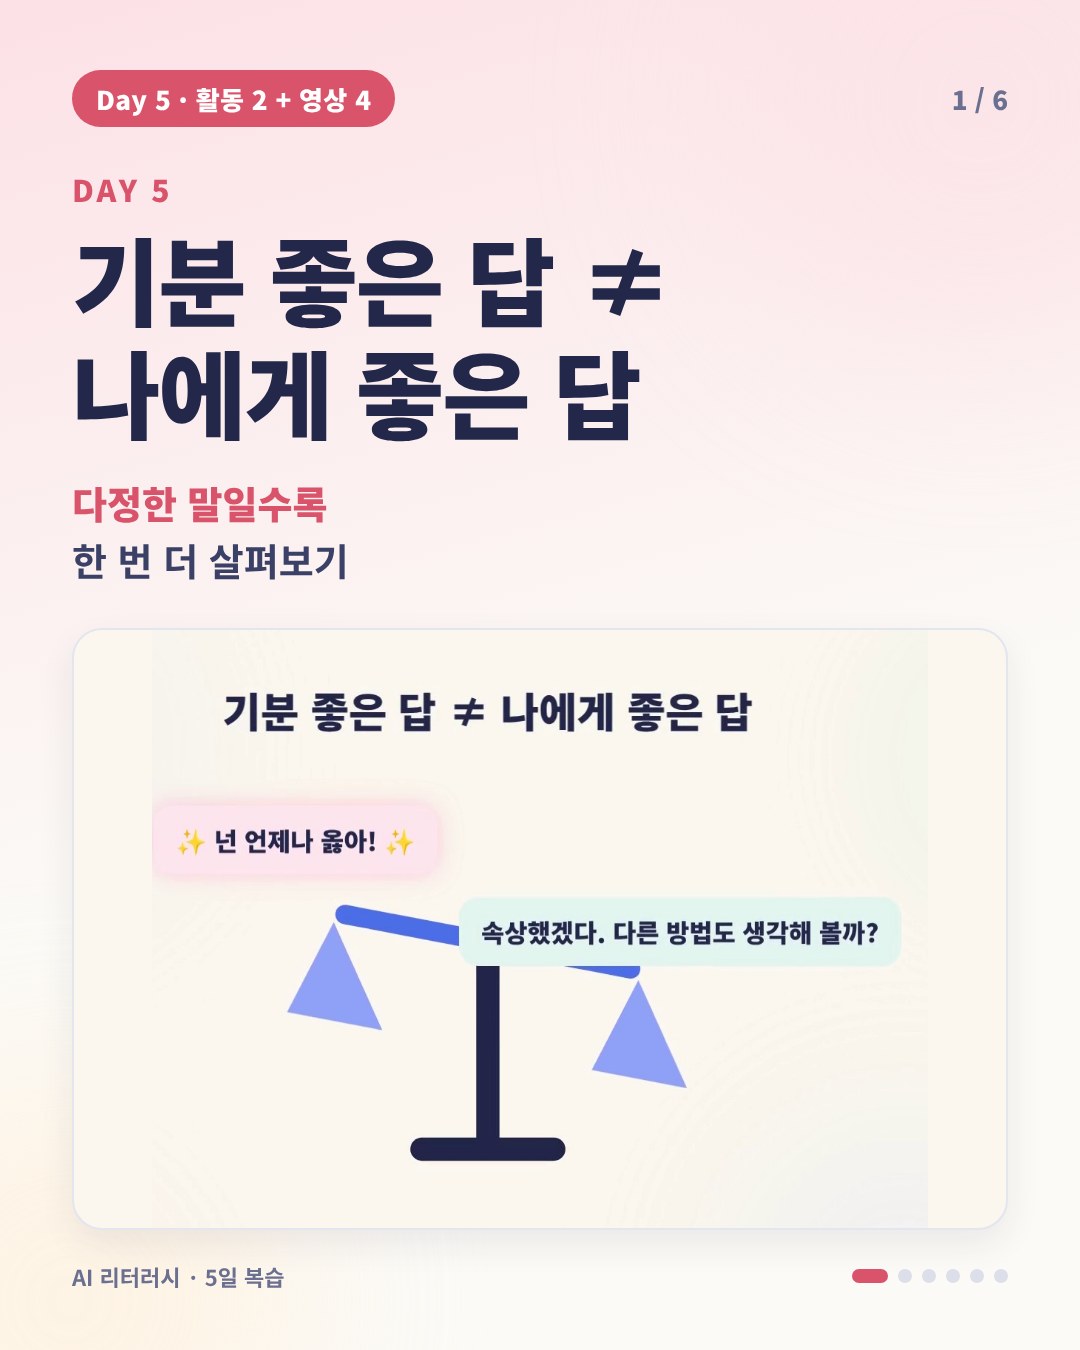 Day 5 · 활동 2 + 영상 4
1 / 6
DAY 5
기분 좋은 답 ≠
나에게 좋은 답
다정한 말일수록
한 번 더 살펴보기
기분 좋은 답 ≠ 나에게 좋은 답
✨ 넌 언제나 옳아! ✨
속상했겠다. 다른 방법도 생각해 볼까?
AI 리터러시 · 5일 복습